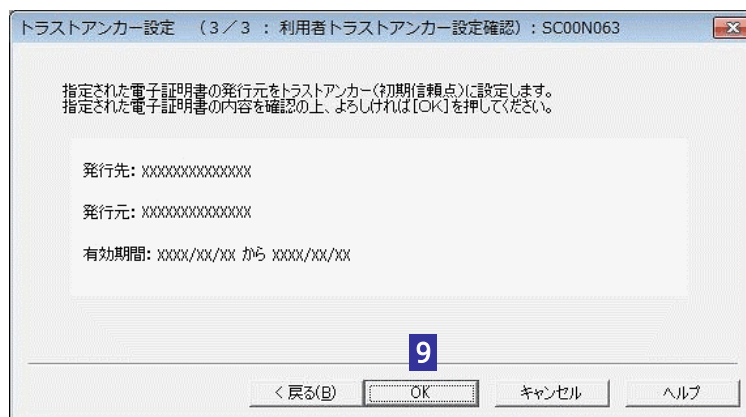 トラストアンカー設定　（３／３ : 利用者トラストアンカー設定確認）: SC00N063
指定された電子証明書の発行元をトラストアンカー(初期信頼点)に設定します。
指定された電子証明書の内容を確認の上、よろしければ[OK]を押してください。
発行先: XXXXXXXXXXXXXX
発行元: XXXXXXXXXXXXXX
有効期間: XXXX/XX/XX から XXXX/XX/XX
9
< 戻る(B)
OK
キャンセル
ヘルプ